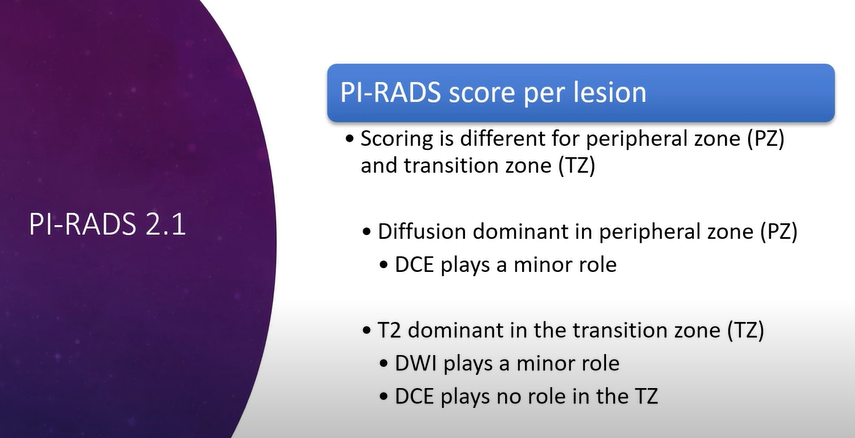 PI-RADS 2.1
PI-RADS score per lesion
• Scoring is different for peripheral zone (PZ)
and transition zone (TZ)
• Diffusion dominant in peripheral zone (PZ)
• DCE plays a minor role
• T2 dominant in the transition zone (TZ)
• DWI plays a minor role
• DCE plays no role in the TZ